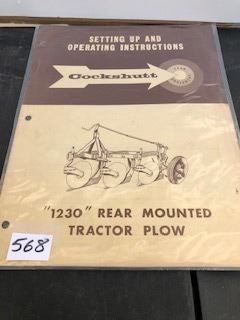 SETTING UP AND
OPERATING INSTRUCTIONS
Cockshutt
"1230" REAR MOUNTED
TRACTOR PLOW
568